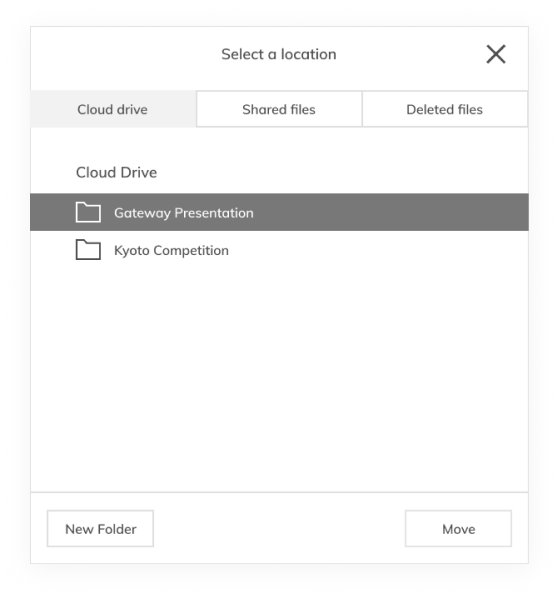 Select a location
Cloud drive
Shared files
Deleted files
Cloud Drive
Gateway Presentation
Kyoto Competition
New Folder
Move